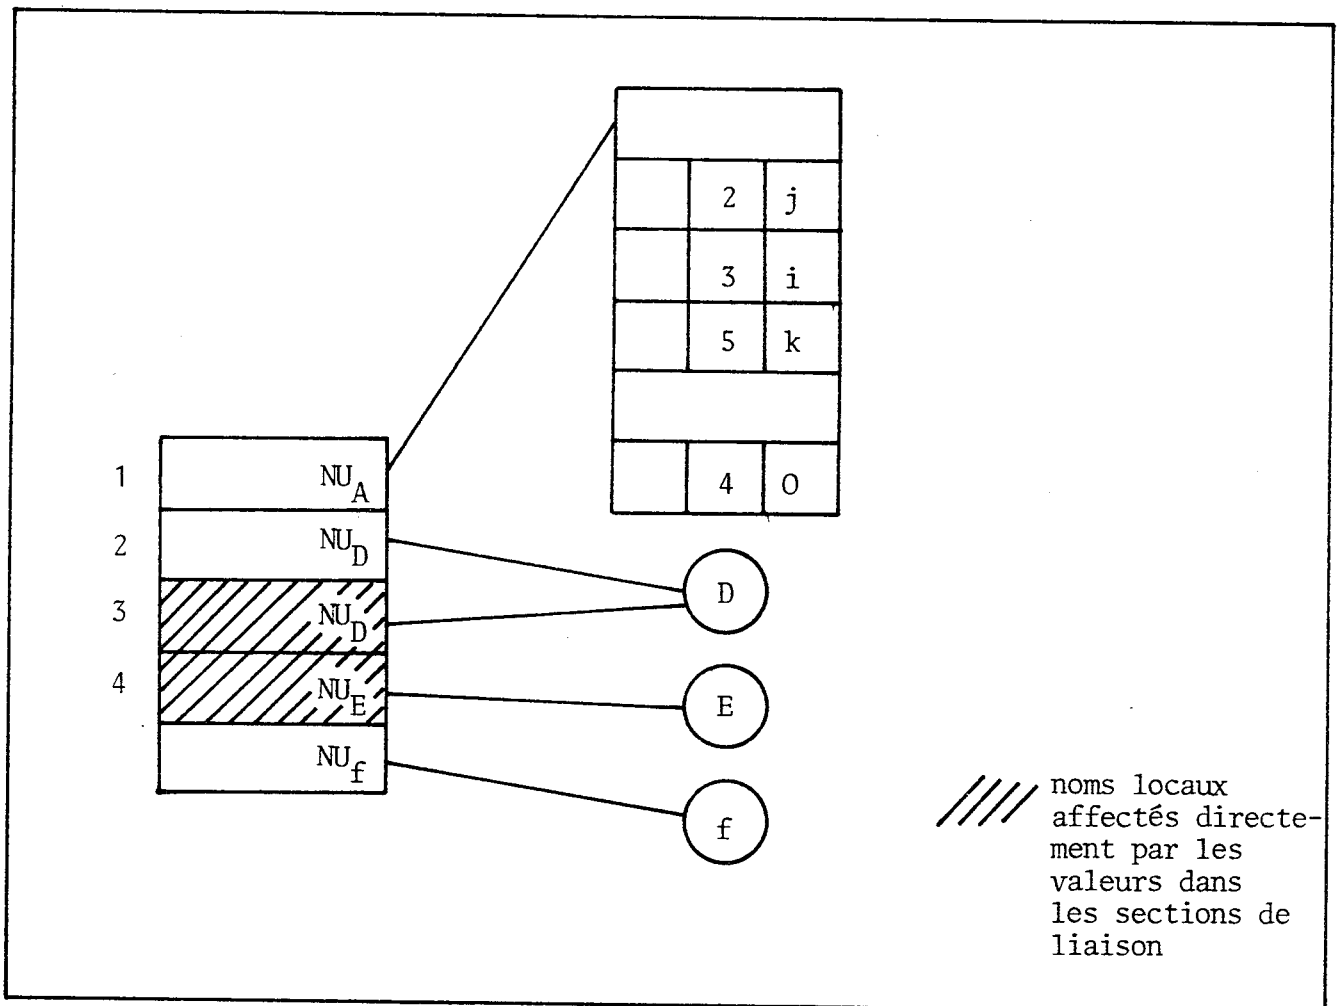 2 j
3 i
5 k
4 0
1 NU_A
2 NU_D
3 NU_D
4 NU_E
NU_f
D
E
f
noms locaux
affectés directe-
ment par les
valeurs dans
les sections de
liaison